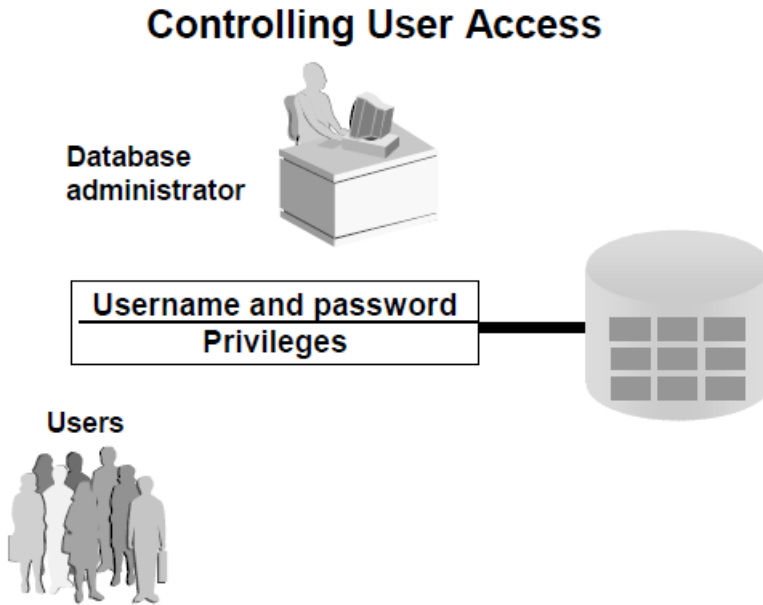 Controlling User Access
Database
administrator
Username and password
Privileges
Users